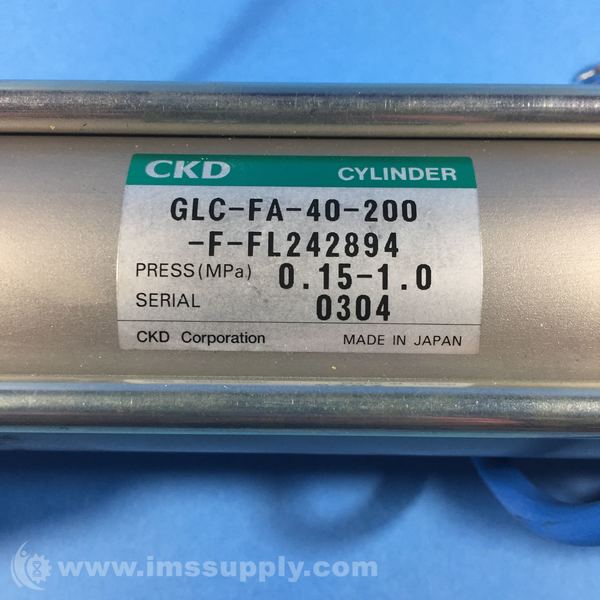 CKD CYLINDER
GLC-FA-40-200
-F-FL242894
PRESS(MPa) 0.15-1.0
SERIAL 0304
CKD Corporation MADE IN JAPAN
www.imssupply.com